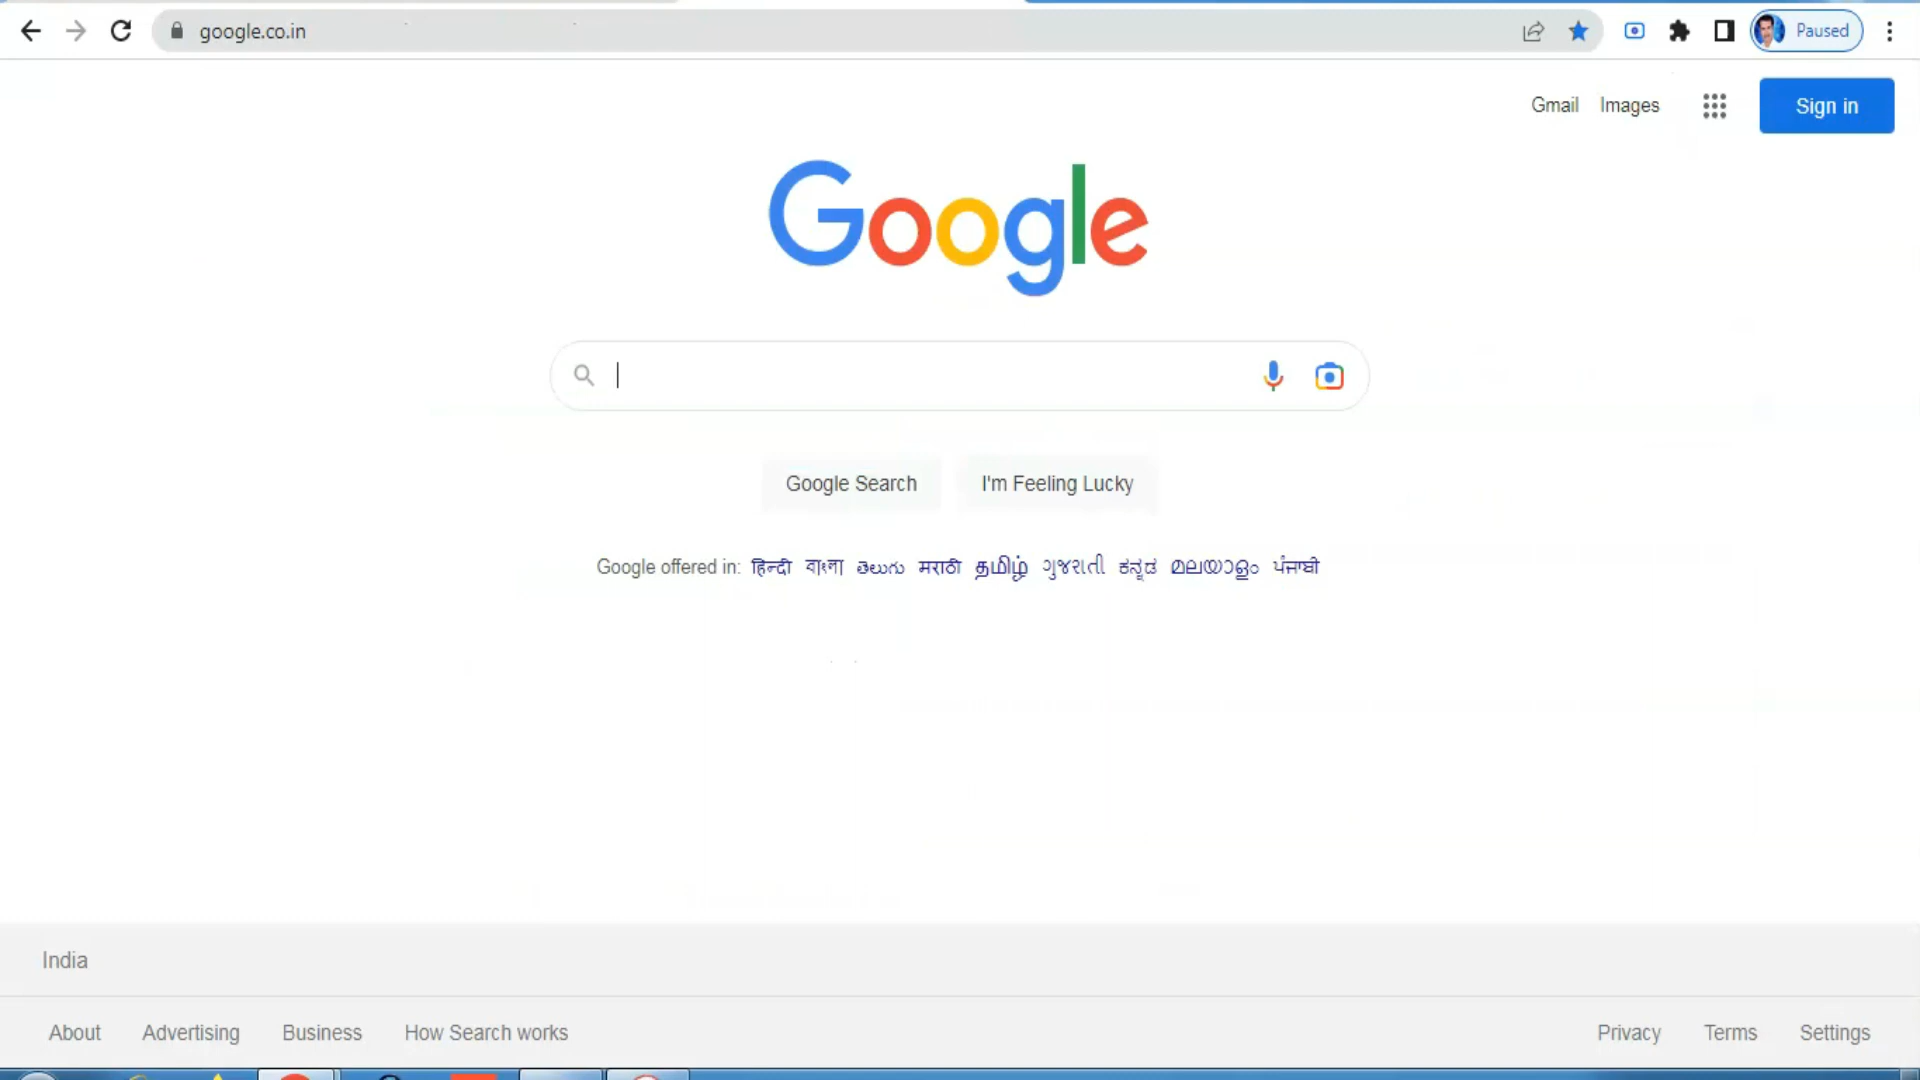 google.co.in
Paused
Gmail Images
Sign in
Google
Google Search I'm Feeling Lucky
Google offered in: हिन्दी বাংলা తెలుగు मराठी தமிழ் ગુજરાતી ಕನ್ನಡ മലയാളം ਪੰਜਾਬੀ
India
About Advertising Business How Search works Privacy Terms Settings